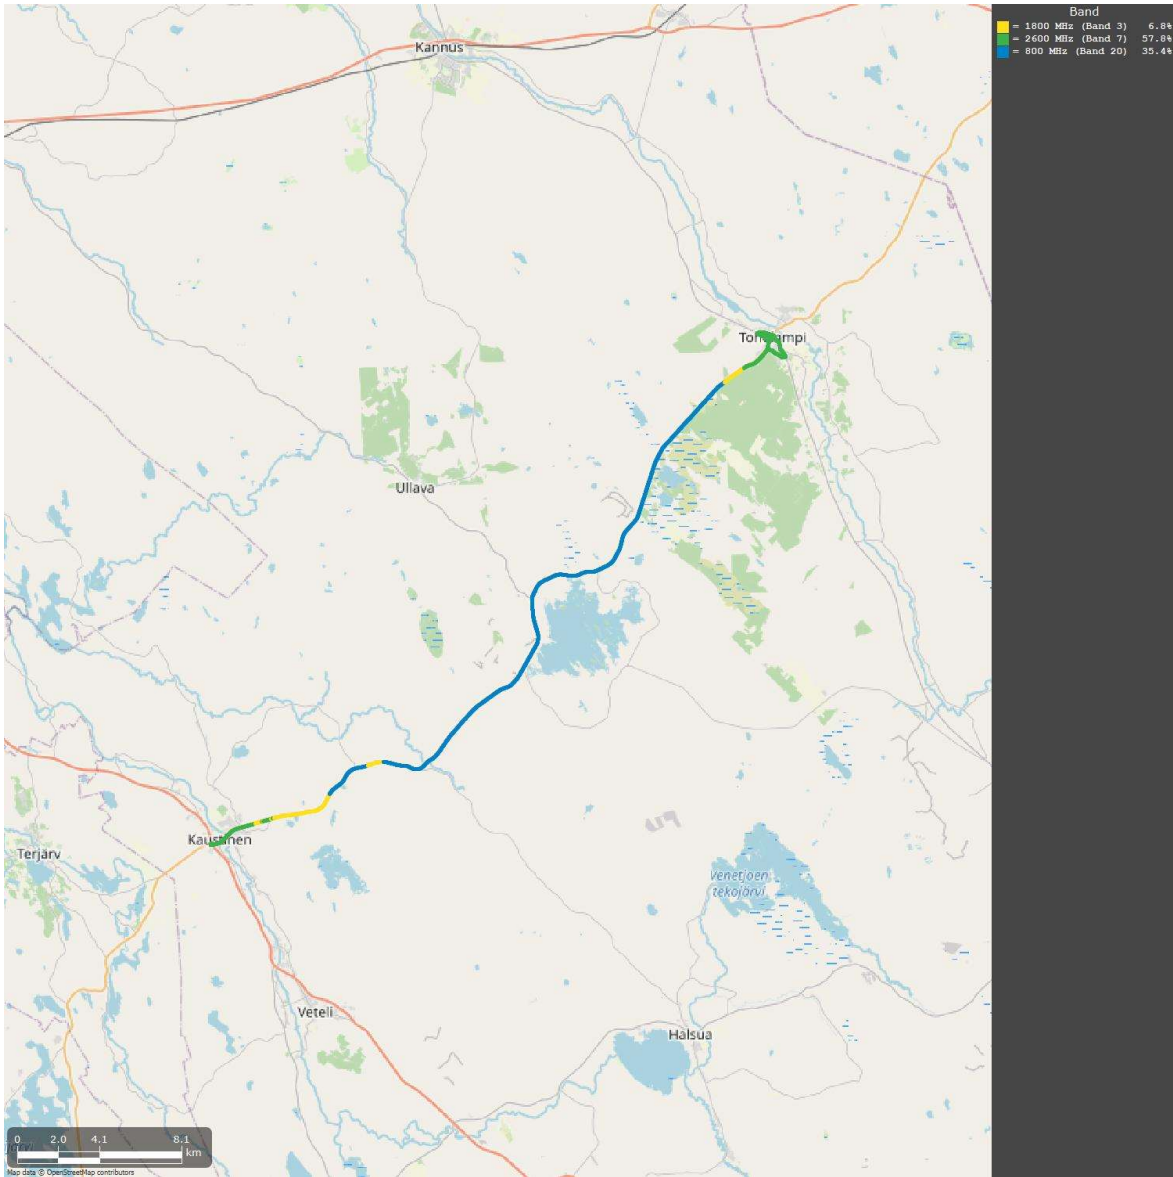 Band
= 1800 MHz (Band 3) 6.8%
= 2600 MHz (Band 7) 57.8%
= 800 MHz (Band 20) 35.4%
Kannus
Ullava
Kaustinen
Terjärv
Venetjoen
tekojärvi
Veteli
Halsua
0 2.0 4.1 8.1
km
Map data © OpenStreetMap contributors